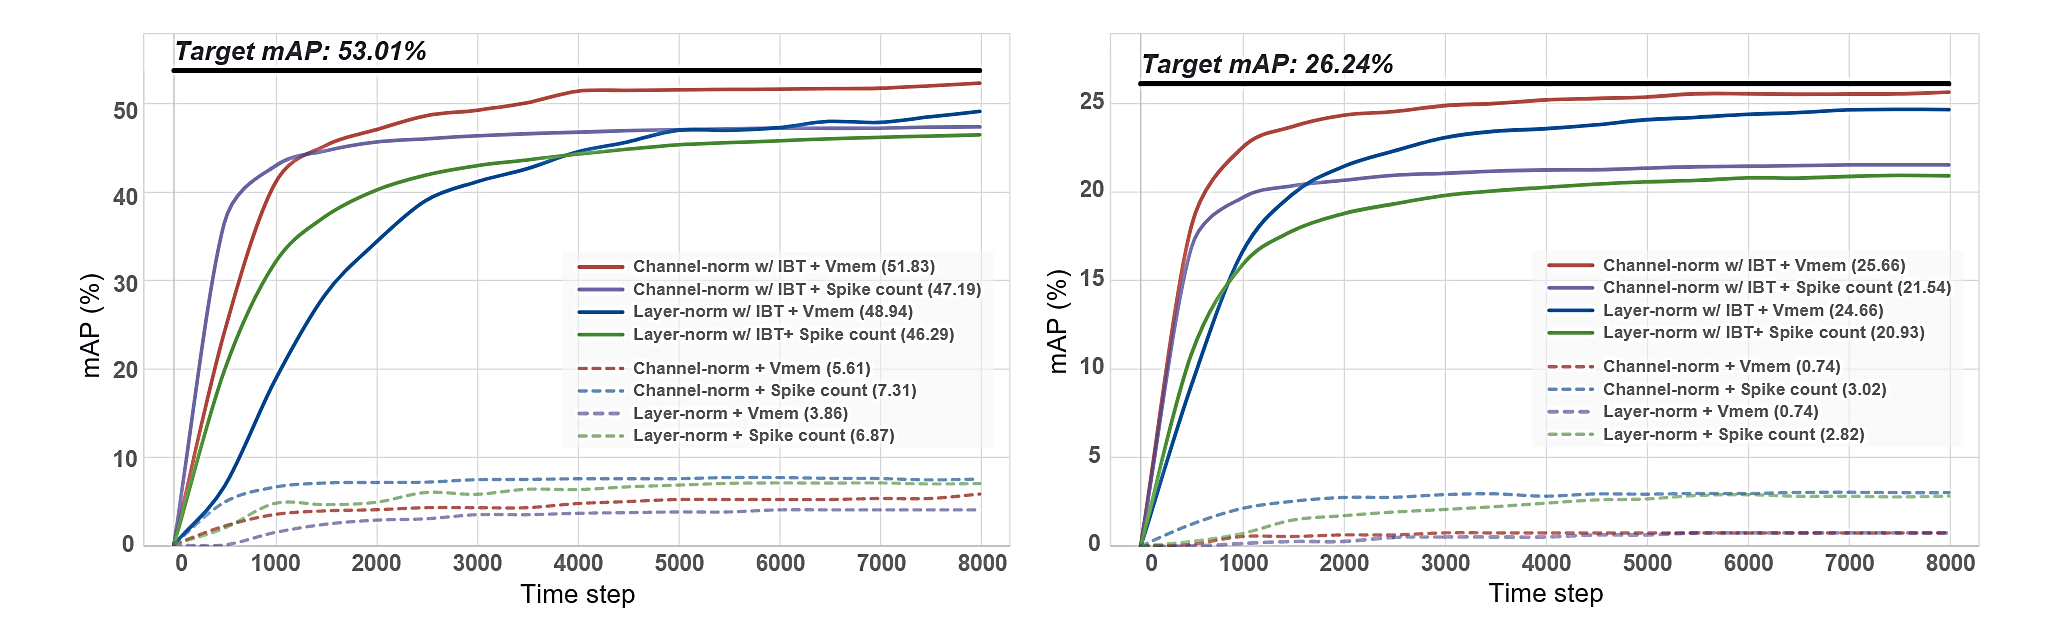 Target mAP: 53.01%
50
40
30
20
10
0
mAP (%)
Channel-norm w/ IBT + Vmem (51.83)
Channel-norm w/ IBT + Spike count (47.19)
Layer-norm w/ IBT + Vmem (48.94)
Layer-norm w/ IBT+ Spike count (46.29)
Channel-norm + Vmem (5.61)
Channel-norm + Spike count (7.31)
Layer-norm + Vmem (3.86)
Layer-norm + Spike count (6.87)
0 1000 2000 3000 4000 5000 6000 7000 8000
Time step
Target mAP: 26.24%
25
20
15
10
5
0
mAP (%)
Channel-norm w/ IBT + Vmem (25.66)
Channel-norm w/ IBT + Spike count (21.54)
Layer-norm w/ IBT + Vmem (24.66)
Layer-norm w/ IBT+ Spike count (20.93)
Channel-norm + Vmem (0.74)
Channel-norm + Spike count (3.02)
Layer-norm + Vmem (0.74)
Layer-norm + Spike count (2.82)
0 1000 2000 3000 4000 5000 6000 7000 8000
Time step